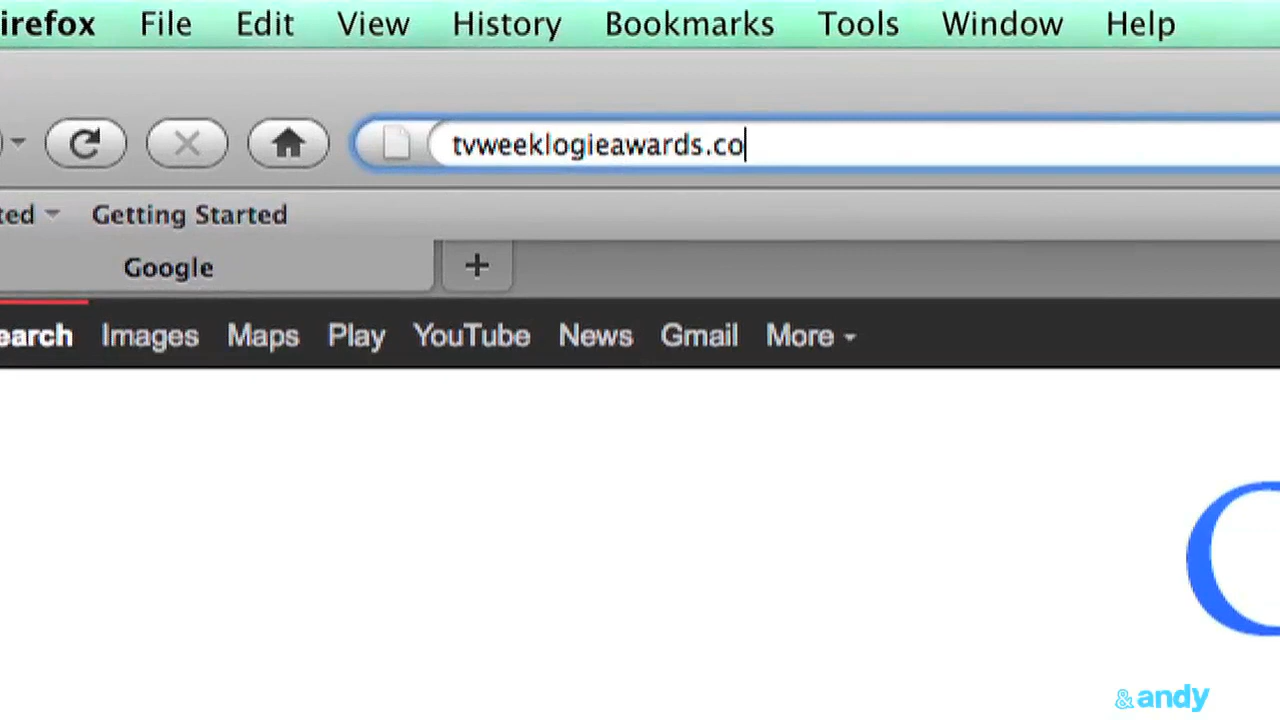 irefox File Edit View History Bookmarks Tools Window Help
tvweeklogieawards.co
ted Getting Started
Google +
earch Images Maps Play YouTube News Gmail More
&andy